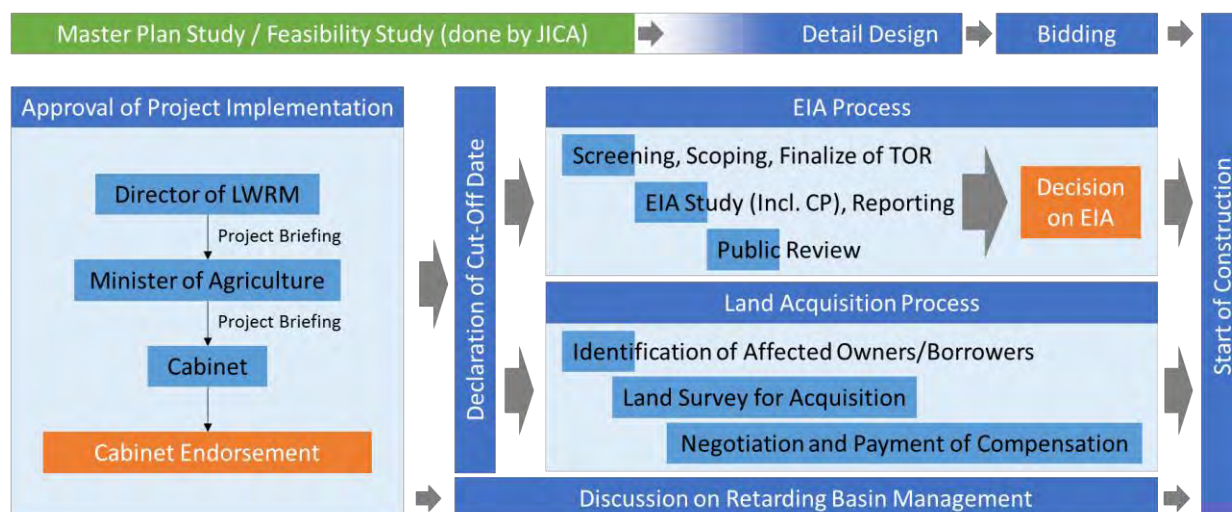 Master Plan Study / Feasibility Study (done by JICA)
Detail Design
Bidding
Approval of Project Implementation
Director of LWRM
Project Briefing
Minister of Agriculture
Project Briefing
Cabinet
Cabinet Endorsement
Declaration of Cut-Off Date
EIA Process
Screening, Scoping, Finalize of TOR
EIA Study (Incl. CP), Reporting
Public Review
Decision
on EIA
Land Acquisition Process
Identification of Affected Owners/Borrowers
Land Survey for Acquisition
Negotiation and Payment of Compensation
Discussion on Retarding Basin Management
Start of Construction